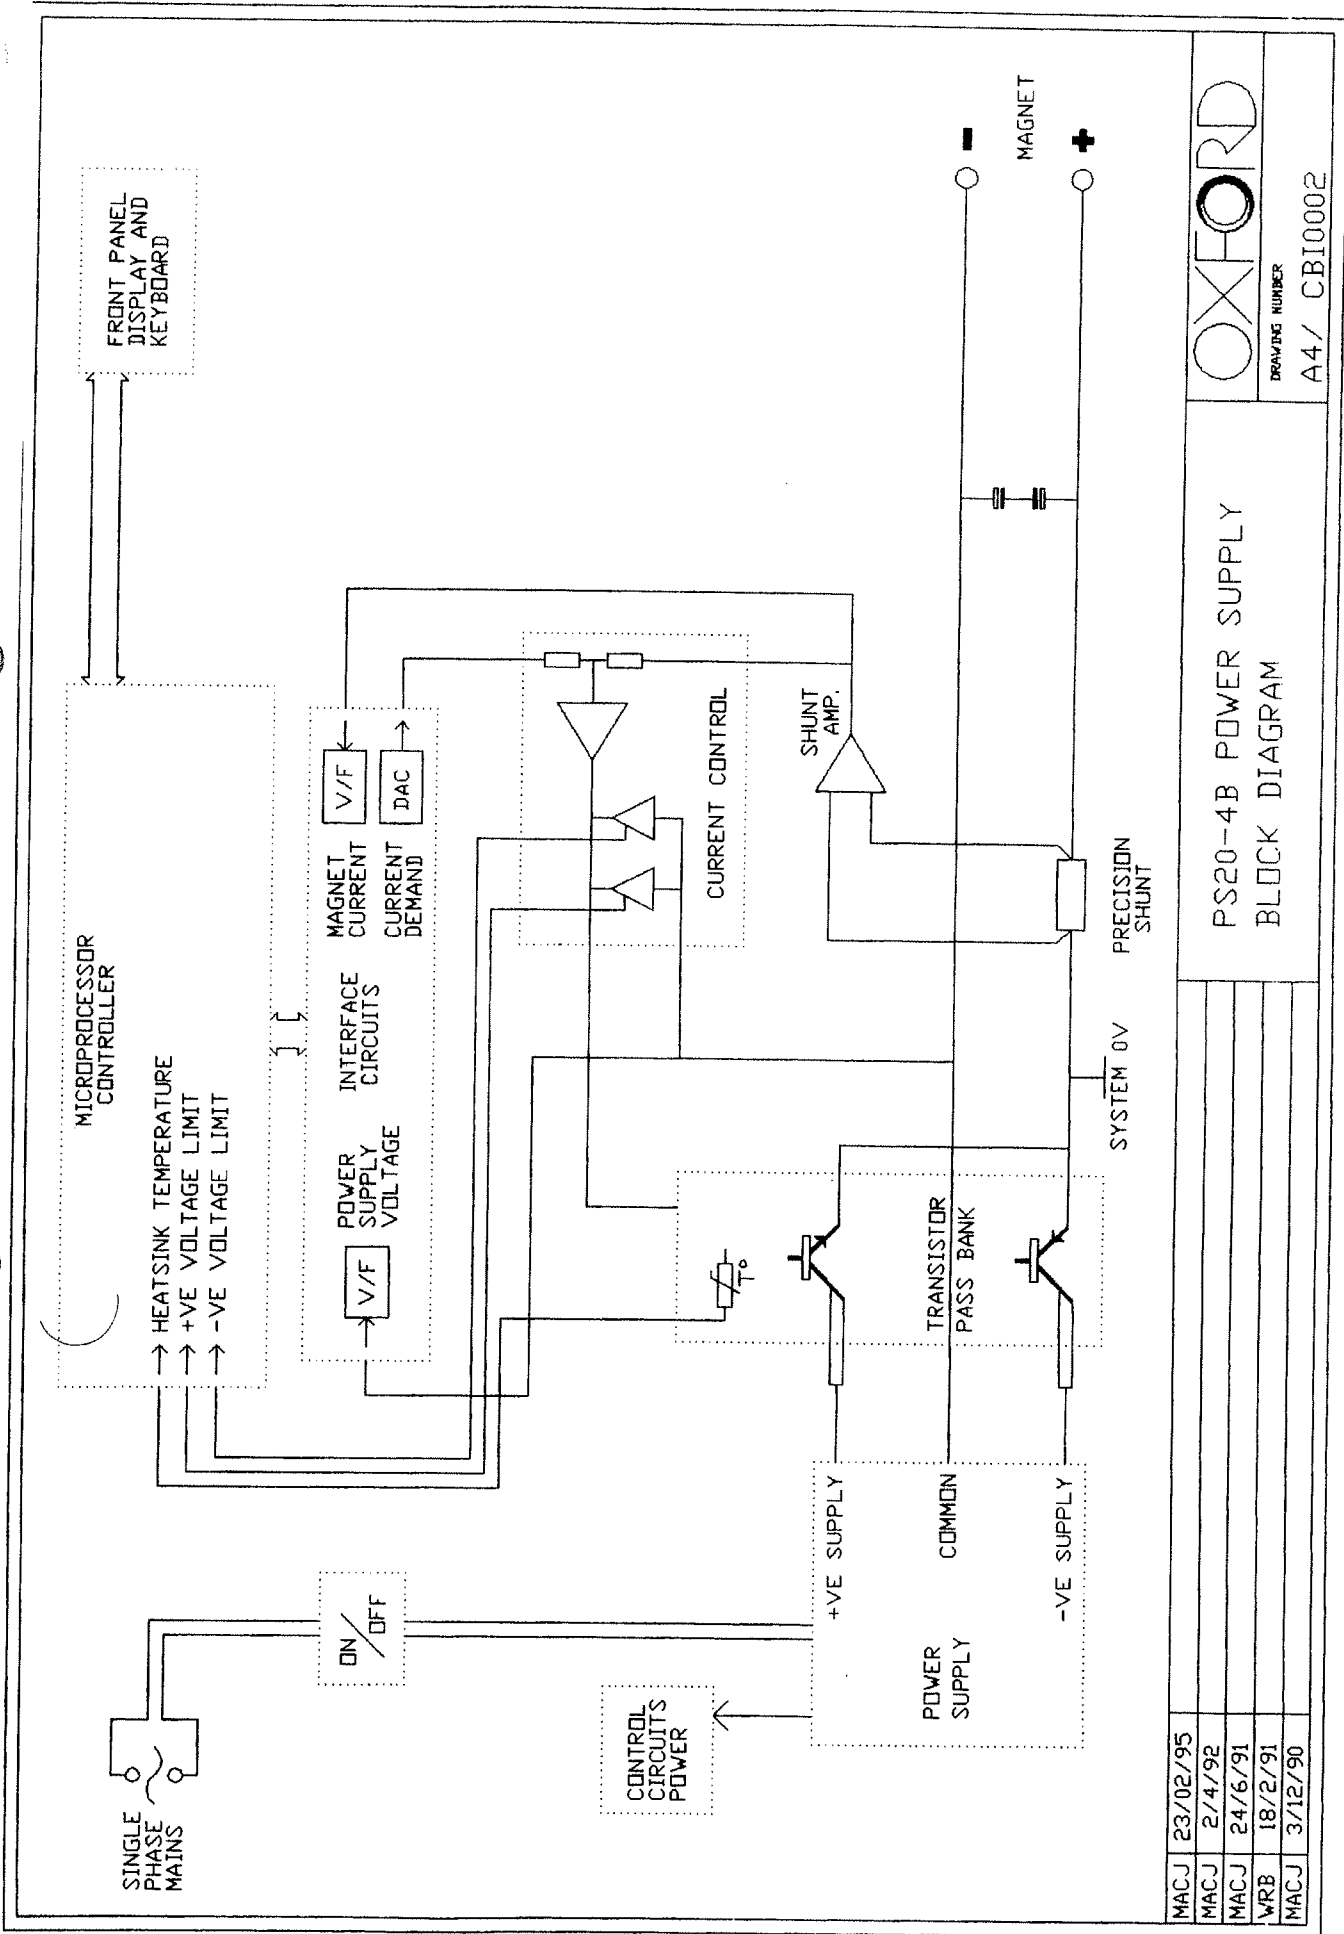 SINGLE
PHASE
MAINS
ON/OFF
CONTROL
CIRCUITS
POWER
POWER
SUPPLY
+VE SUPPLY
COMMON
-VE SUPPLY
MICROPROCESSOR
CONTROLLER
HEATSINK TEMPERATURE
+VE VOLTAGE LIMIT
-VE VOLTAGE LIMIT
FRONT PANEL
DISPLAY AND
KEYBOARD
V/F
POWER
SUPPLY
VOLTAGE
INTERFACE
CIRCUITS
MAGNET
CURRENT
V/F
CURRENT
DEMAND
DAC
CURRENT CONTROL
T°
TRANSISTOR
PASS BANK
SHUNT
AMP.
SYSTEM 0V
PRECISION
SHUNT
-
MAGNET
+
MACJ 23/02/95
MACJ 2/4/92
MACJ 24/6/91
WRB 18/2/91
MACJ 3/12/90
PS20-4B POWER SUPPLY
BLOCK DIAGRAM
OXFORD
DRAWING NUMBER
A4/ CBI0002